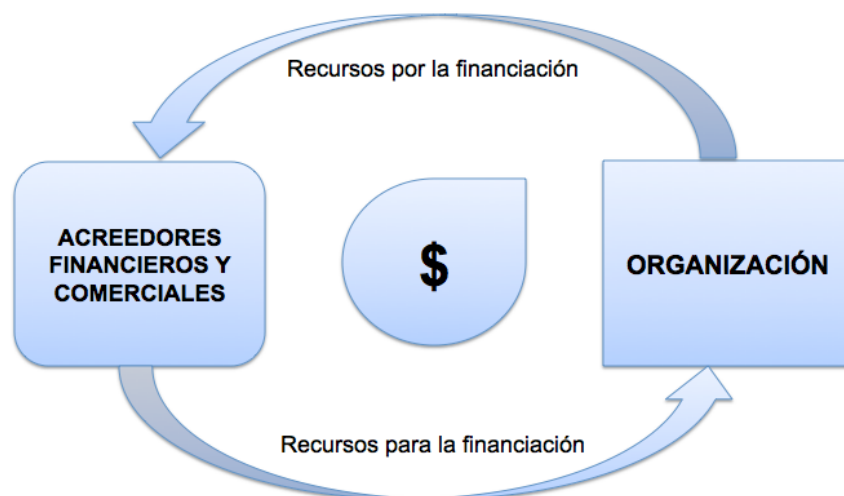 Recursos por la financiación
ACREEDORES
FINANCIEROS Y
COMERCIALES
$
ORGANIZACIÓN
Recursos para la financiación